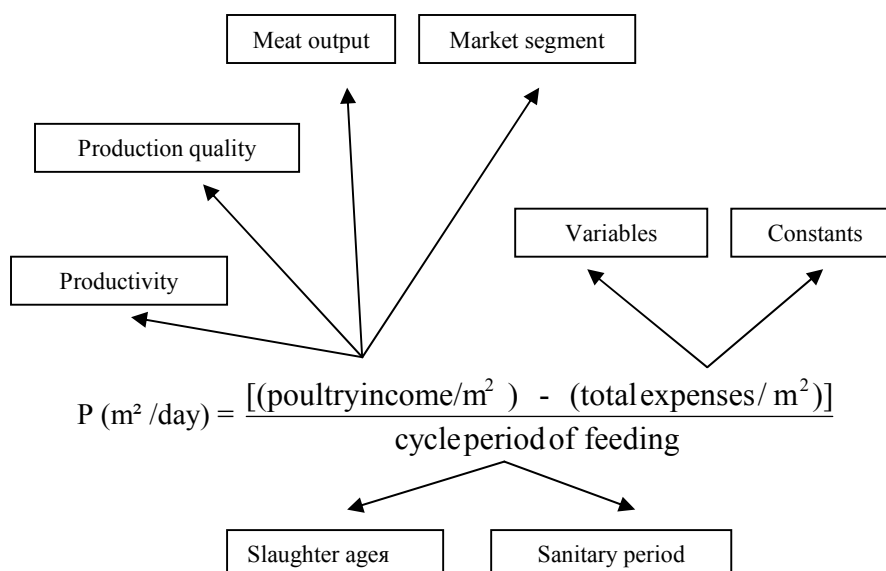 Meat output
Market segment
Production quality
Variables
Constants
Productivity
P (m² /day) = [(poultryincome/m²) - (totalexpenses/ m²)]
cycleperiod of feeding
Slaughter ageя
Sanitary period